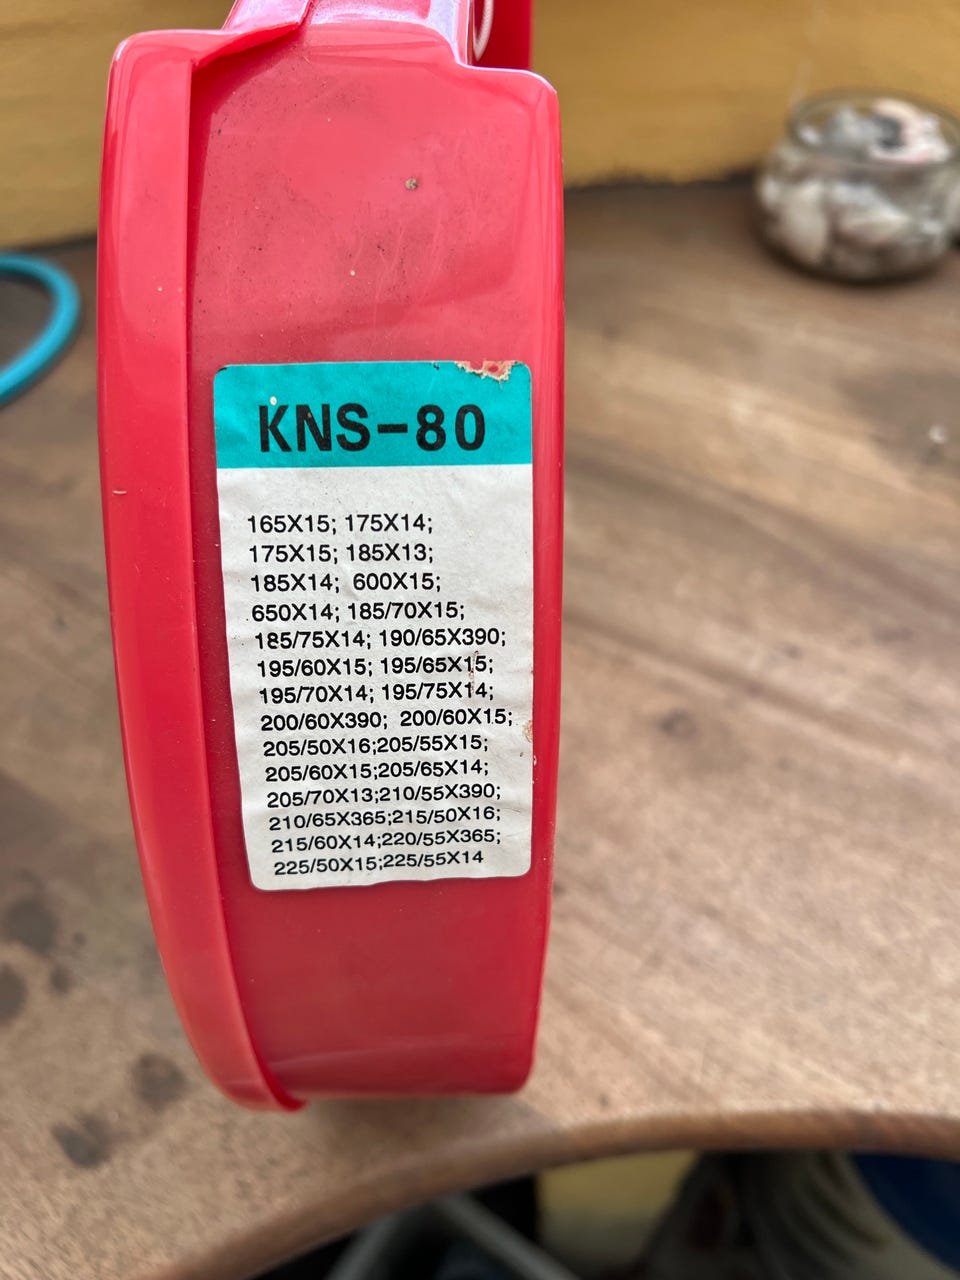 KNS-80
165X15; 175X14;
175X15; 185X13;
185X14; 600X15;
650X14; 185/70X15;
185/75X14; 190/65X390;
195/60X15; 195/65X15;
195/70X14; 195/75X14;
200/60X390; 200/60X15;
205/50X16;205/55X15;
205/60X15;205/65X14;
205/70X13;210/55X390;
210/65X365;215/50X16;
215/60X14;220/55X365;
225/50X15;225/55X14